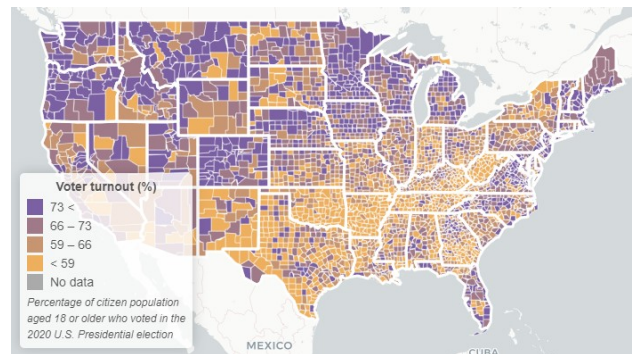 Voter turnout (%)
73 <
66 – 73
59 – 66
< 59
No data
Percentage of citizen population
aged 18 or older who voted in the
2020 U.S. Presidential election
MEXICO
CUBA